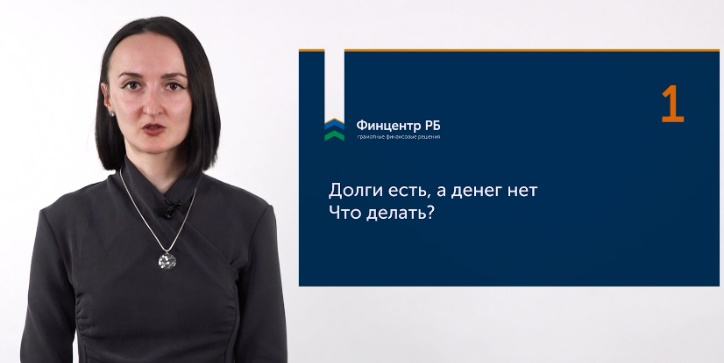 1
Финцентр РБ
грамотные финансовые решения
Долги есть, а денег нет
Что делать?